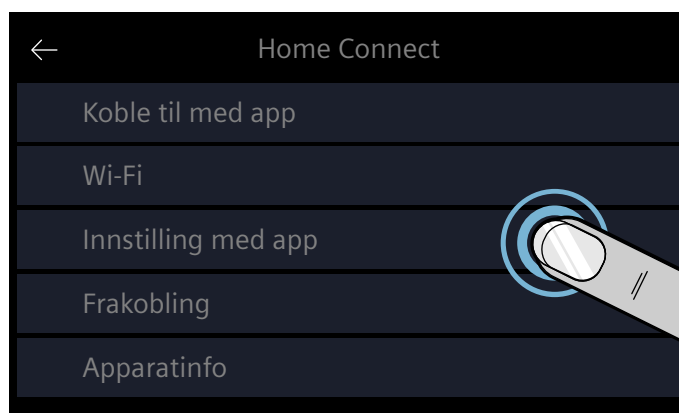 Home Connect
Koble til med app
Wi-Fi
Innstilling med app
Frakobling
Apparatinfo